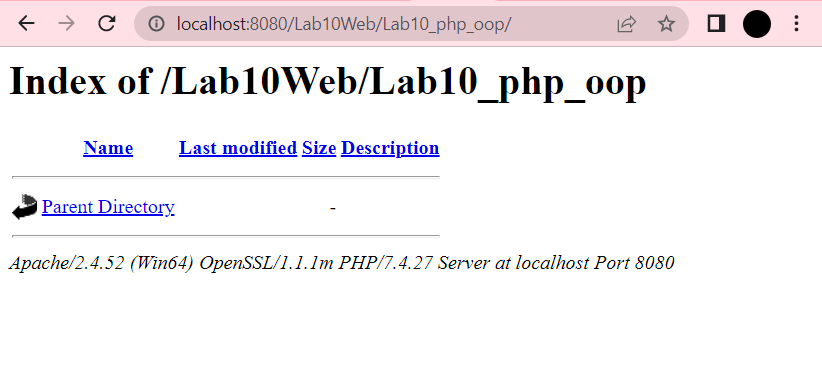 localhost:8080/Lab10Web/Lab10_php_oop/
Index of /Lab10Web/Lab10_php_oop
Name Last modified Size Description
Parent Directory -
Apache/2.4.52 (Win64) OpenSSL/1.1.1m PHP/7.4.27 Server at localhost Port 8080